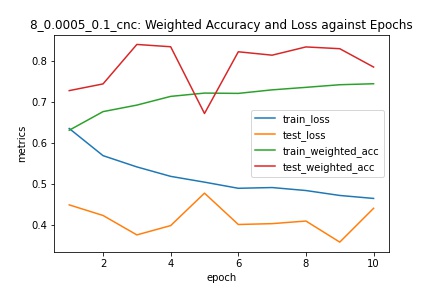 8_0.0005_0.1_cnc: Weighted Accuracy and Loss against Epochs
0.8
0.7
0.6
0.5
0.4
metrics
train_loss
test_loss
train_weighted_acc
test_weighted_acc
2 4 6 8 10
epoch